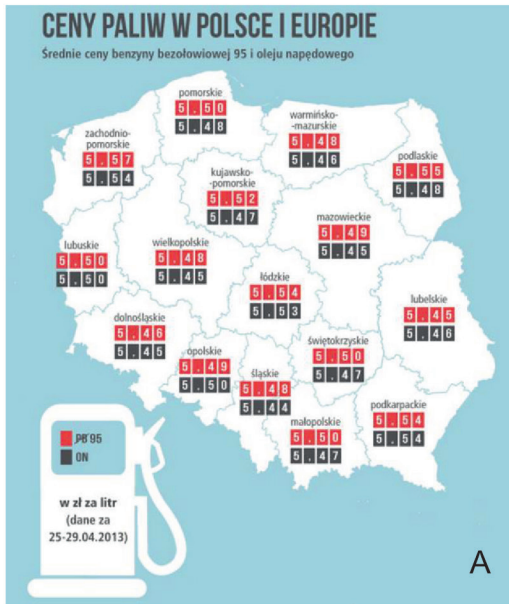 CENY PALIW W POLSCE I EUROPIE
Średnie ceny benzyny bezołowiowej 95 i oleju napędowego
pomorskie
5.50
5.48
warmińsko-
-mazurskie
5.48
5.46
zachodnio-
pomorskie
5.57
5.54
podlaskie
5.55
5.48
kujawsko-
-pomorskie
5.52
5.47
mazowieckie
5.49
5.45
lubuskie
5.50
5.50
wielkopolskie
5.48
5.45
łódzkie
5.54
5.53
lubelskie
5.45
5.46
dolnośląskie
5.46
5.45
opolskie
5.49
5.50
śląskie
5.48
5.44
świętokrzyskie
5.50
5.47
małopolskie
5.50
5.47
podkarpackie
5.54
5.54
PB 95
ON
w zł za litr
(dane za
25-29.04.2013)
A